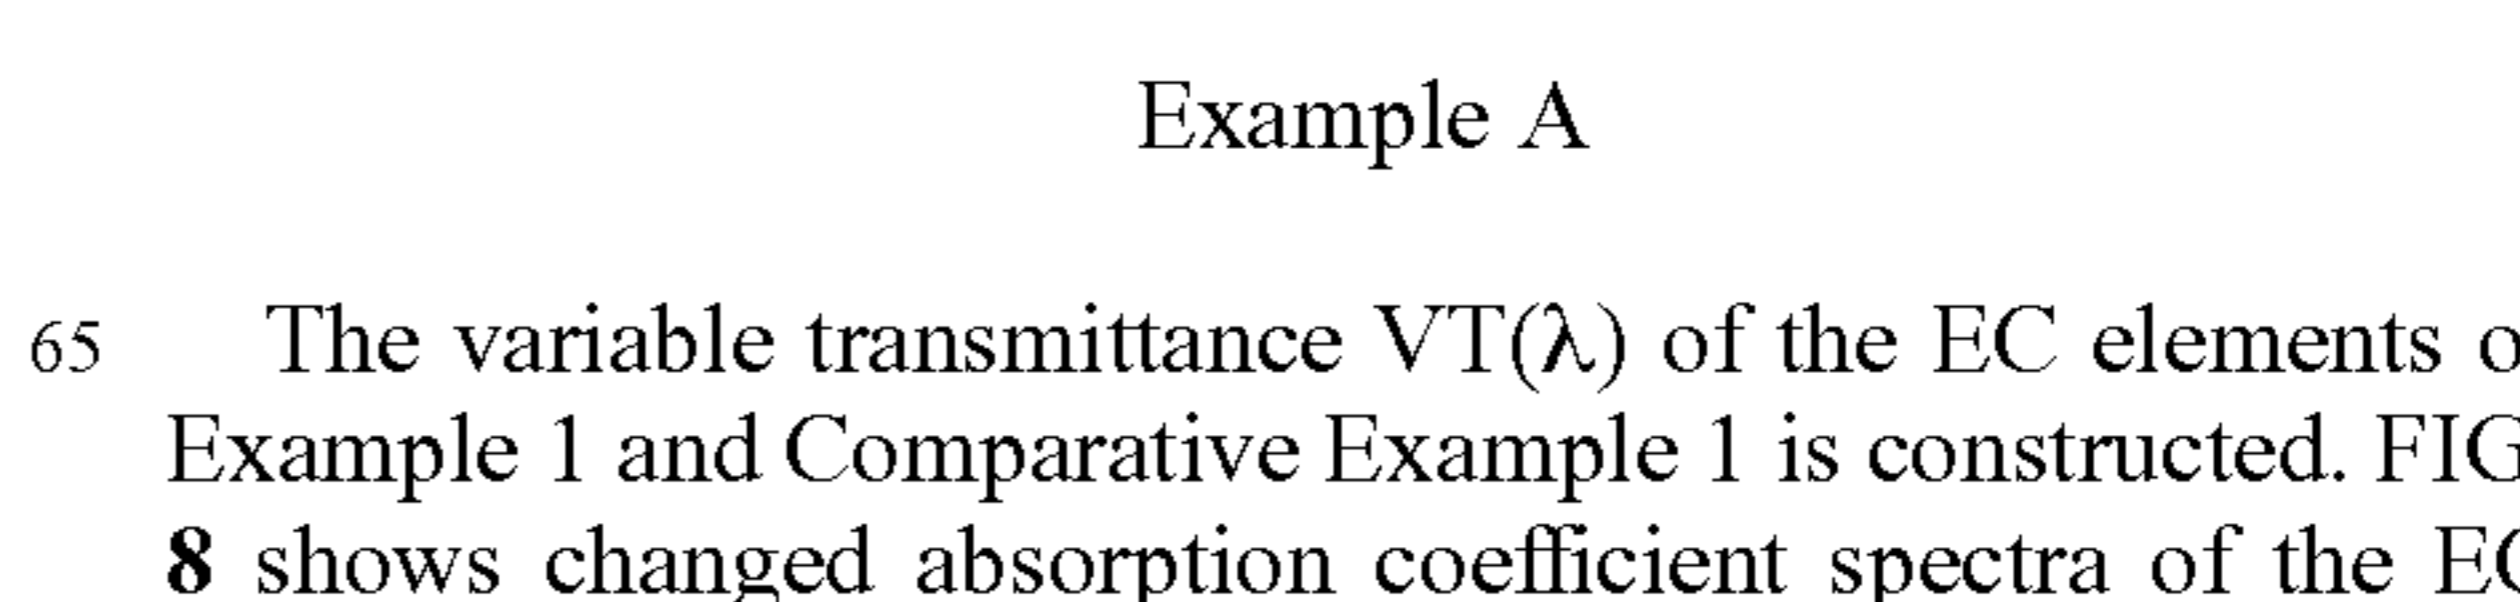 Example A
65 The variable transmittance VT(λ) of the EC elements
Example 1 and Comparative Example 1 is constructed. FIG
8 shows changed absorption coefficient spectra of the EC